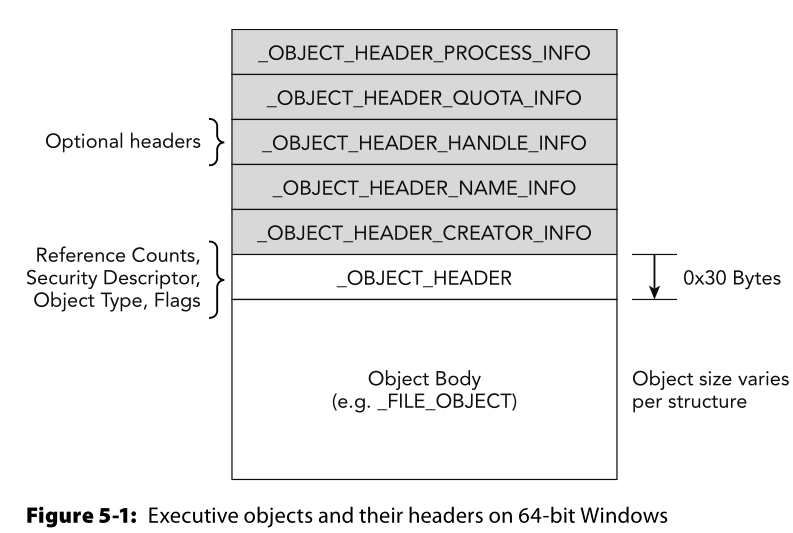 _OBJECT_HEADER_PROCESS_INFO
_OBJECT_HEADER_QUOTA_INFO
Optional headers
_OBJECT_HEADER_HANDLE_INFO
_OBJECT_HEADER_NAME_INFO
_OBJECT_HEADER_CREATOR_INFO
Reference Counts,
Security Descriptor,
Object Type, Flags
_OBJECT_HEADER
0x30 Bytes
Object Body
(e.g. _FILE_OBJECT)
Object size varies
per structure
Figure 5-1: Executive objects and their headers on 64-bit Windows